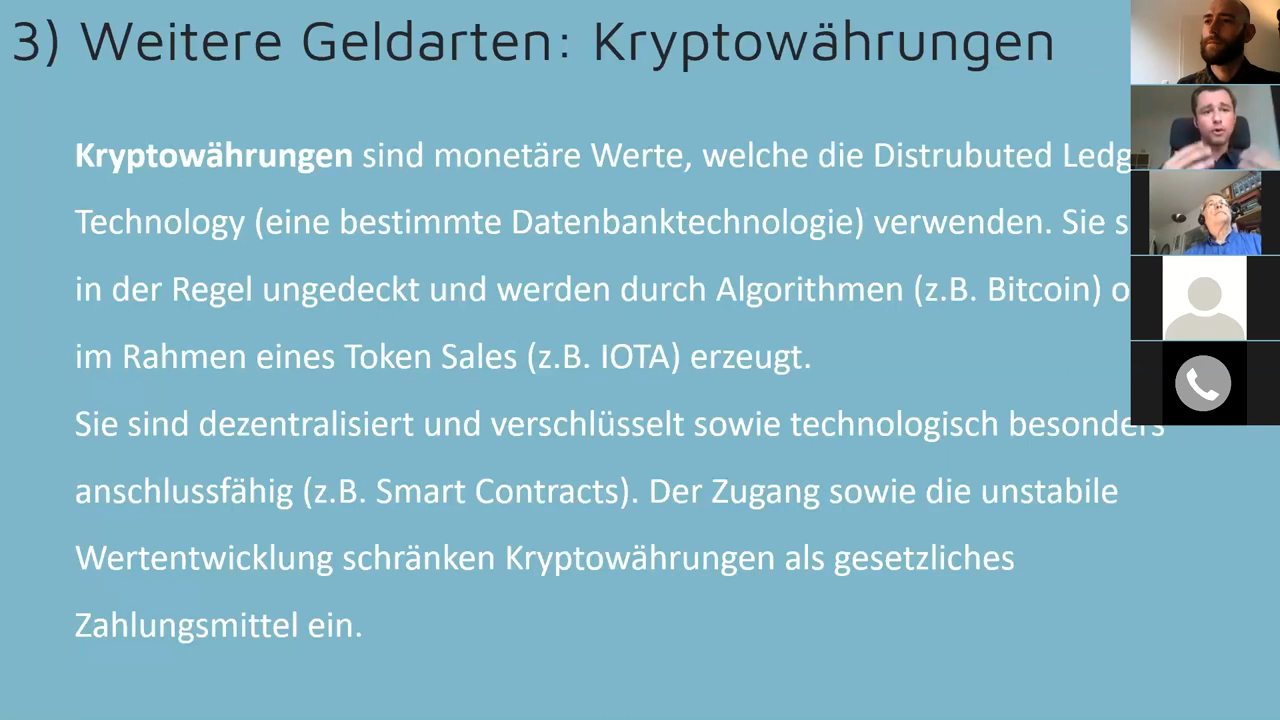 3) Weitere Geldarten: Kryptowährungen
Kryptowährungen sind monetäre Werte, welche die Distrubuted Ledg
Technology (eine bestimmte Datenbanktechnologie) verwenden. Sie s
in der Regel ungedeckt und werden durch Algorithmen (z.B. Bitcoin) o
im Rahmen eines Token Sales (z.B. IOTA) erzeugt.
Sie sind dezentralisiert und verschlüsselt sowie technologisch besonders
anschlussfähig (z.B. Smart Contracts). Der Zugang sowie die unstabile
Wertentwicklung schränken Kryptowährungen als gesetzliches
Zahlungsmittel ein.